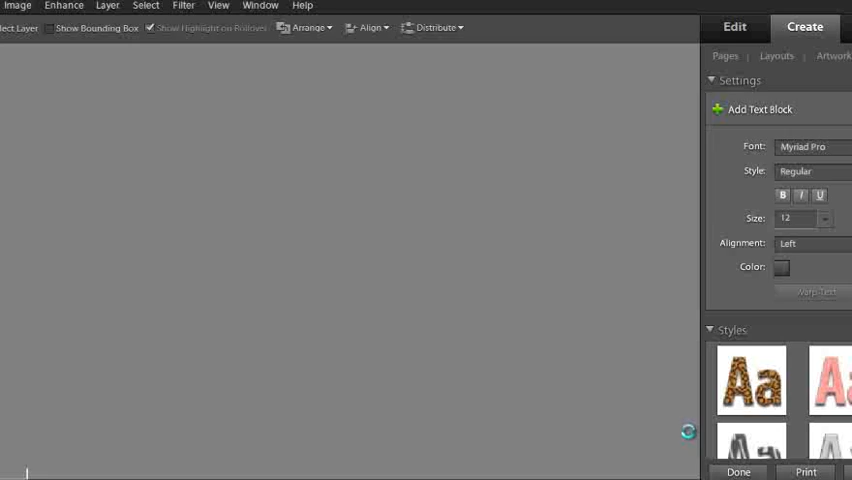 Image Enhance Layer Select Filter View Window Help
ect Layer Show Bounding Box Show Highlight on Rollover Arrange Align Distribute
Edit Create
Pages | Layouts | Artwork
Settings
Add Text Block
Font: Myriad Pro
Style: Regular
B I U
Size: 12
Alignment: Left
Color:
Warp Text
Styles
Aa Aa
Aa
Done Print